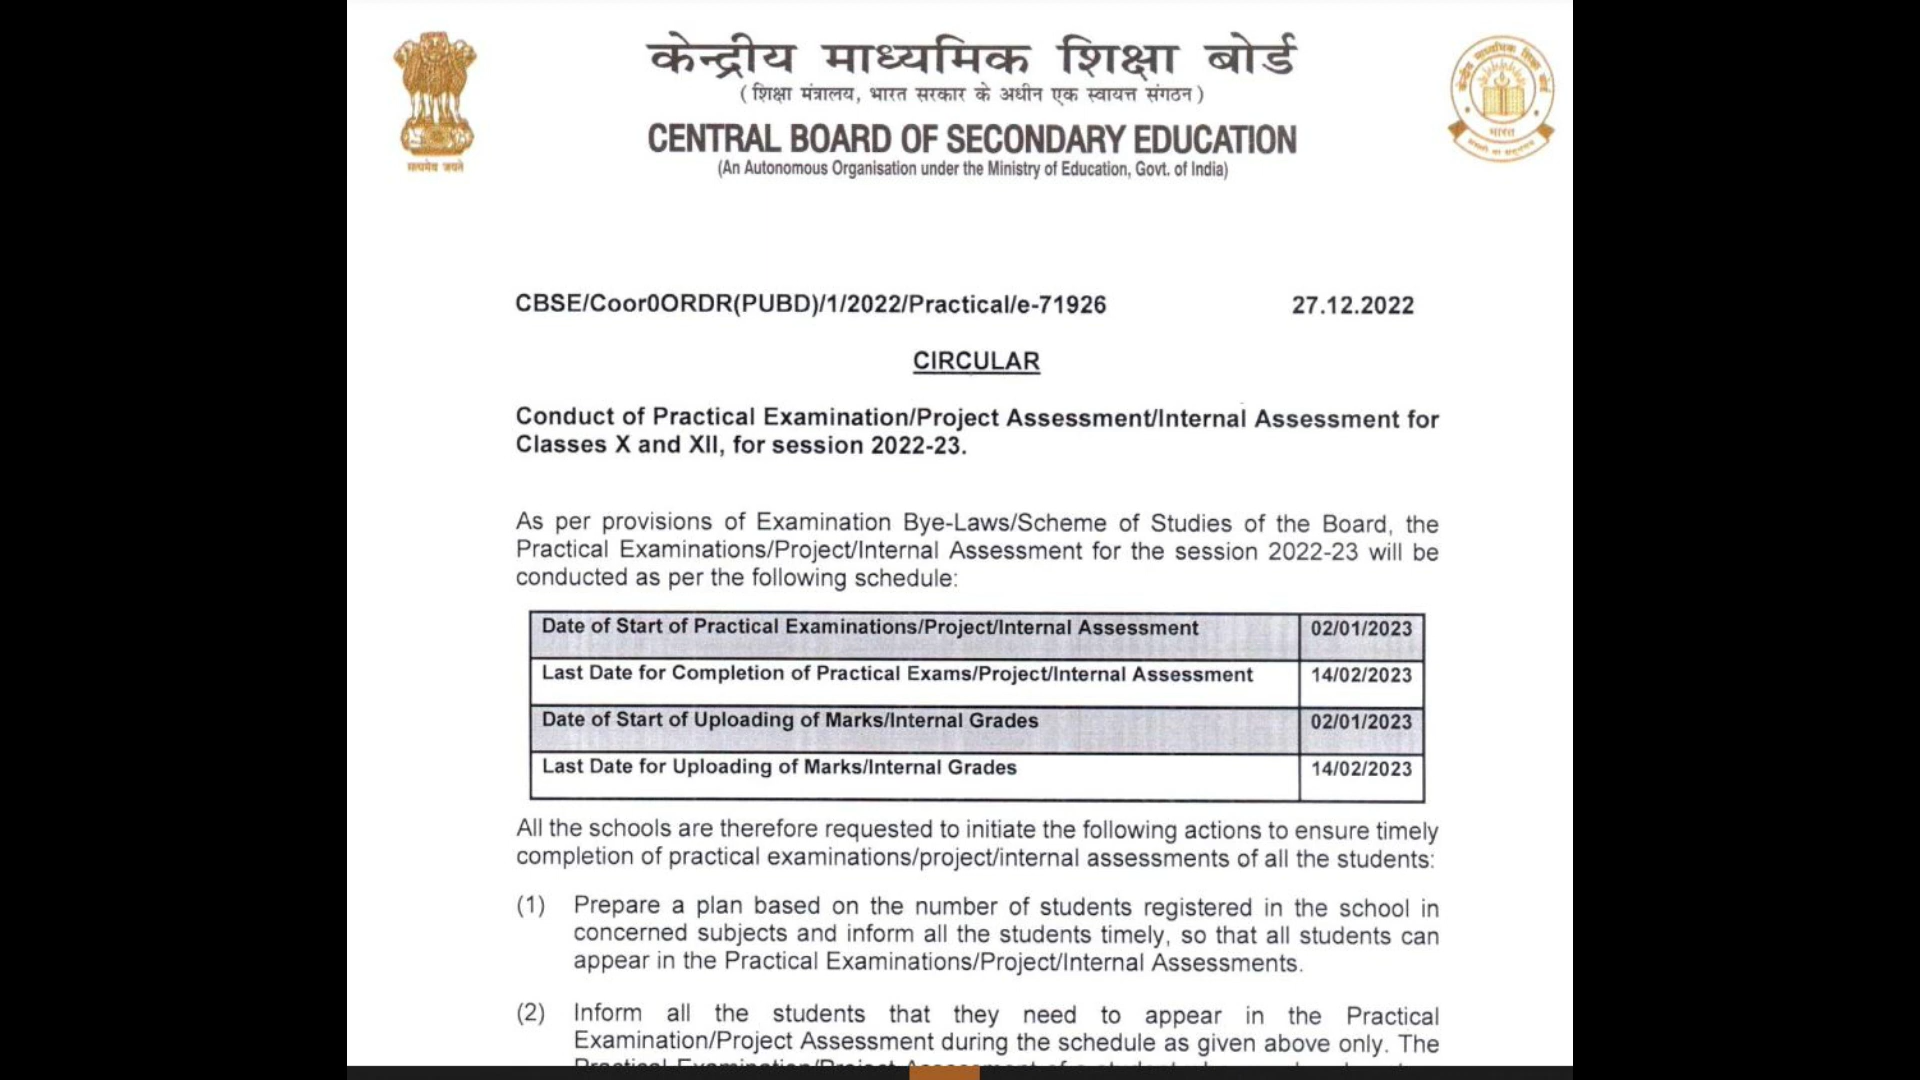 केन्द्रीय माध्यमिक शिक्षा बोर्ड
(शिक्षा मंत्रालय, भारत सरकार के अधीन एक स्वायत्त संगठन)
CENTRAL BOARD OF SECONDARY EDUCATION
(An Autonomous Organisation under the Ministry of Education, Govt. of India)
सत्यमेव जयते
भारत
CBSE/Coor0ORDR(PUBD)/1/2022/Practical/e-71926 27.12.2022
CIRCULAR
Conduct of Practical Examination/Project Assessment/Internal Assessment for
Classes X and XII, for session 2022-23.
As per provisions of Examination Bye-Laws/Scheme of Studies of the Board, the
Practical Examinations/Project/Internal Assessment for the session 2022-23 will be
conducted as per the following schedule:
Date of Start of Practical Examinations/Project/Internal Assessment 02/01/2023
Last Date for Completion of Practical Exams/Project/Internal Assessment 14/02/2023
Date of Start of Uploading of Marks/Internal Grades 02/01/2023
Last Date for Uploading of Marks/Internal Grades 14/02/2023
All the schools are therefore requested to initiate the following actions to ensure timely
completion of practical examinations/project/internal assessments of all the students:
(1) Prepare a plan based on the number of students registered in the school in
concerned subjects and inform all the students timely, so that all students can
appear in the Practical Examinations/Project/Internal Assessments.
(2) Inform all the students that they need to appear in the Practical
Examination/Project Assessment during the schedule as given above only. The